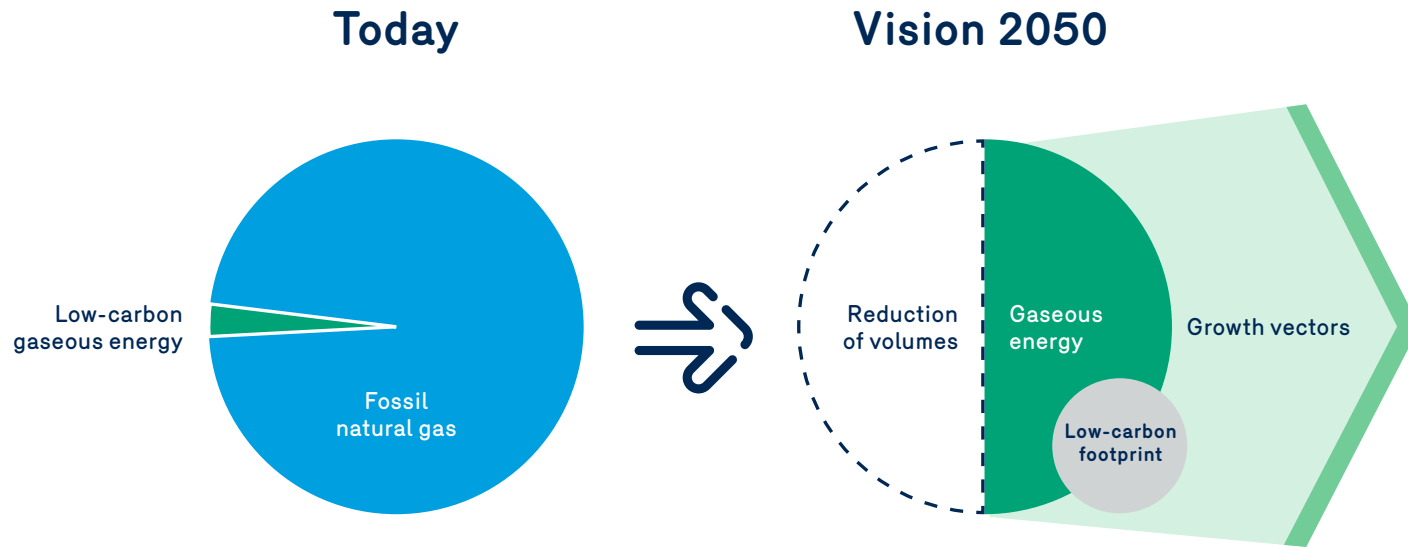 Today
Vision 2050
Low-carbon
gaseous energy
Fossil
natural gas
Reduction
of volumes
Gaseous
energy
Growth vectors
Low-carbon
footprint